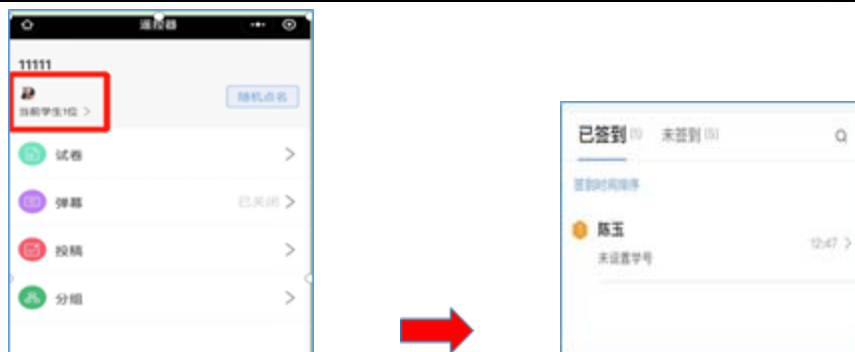 遥控器
11111
随机点名
当前学生1位 >
试卷
弹幕 已关闭
投稿
分组
已签到 (1) 未签到 (5)
签到时间排序
陈玉
12:47
未设置学号